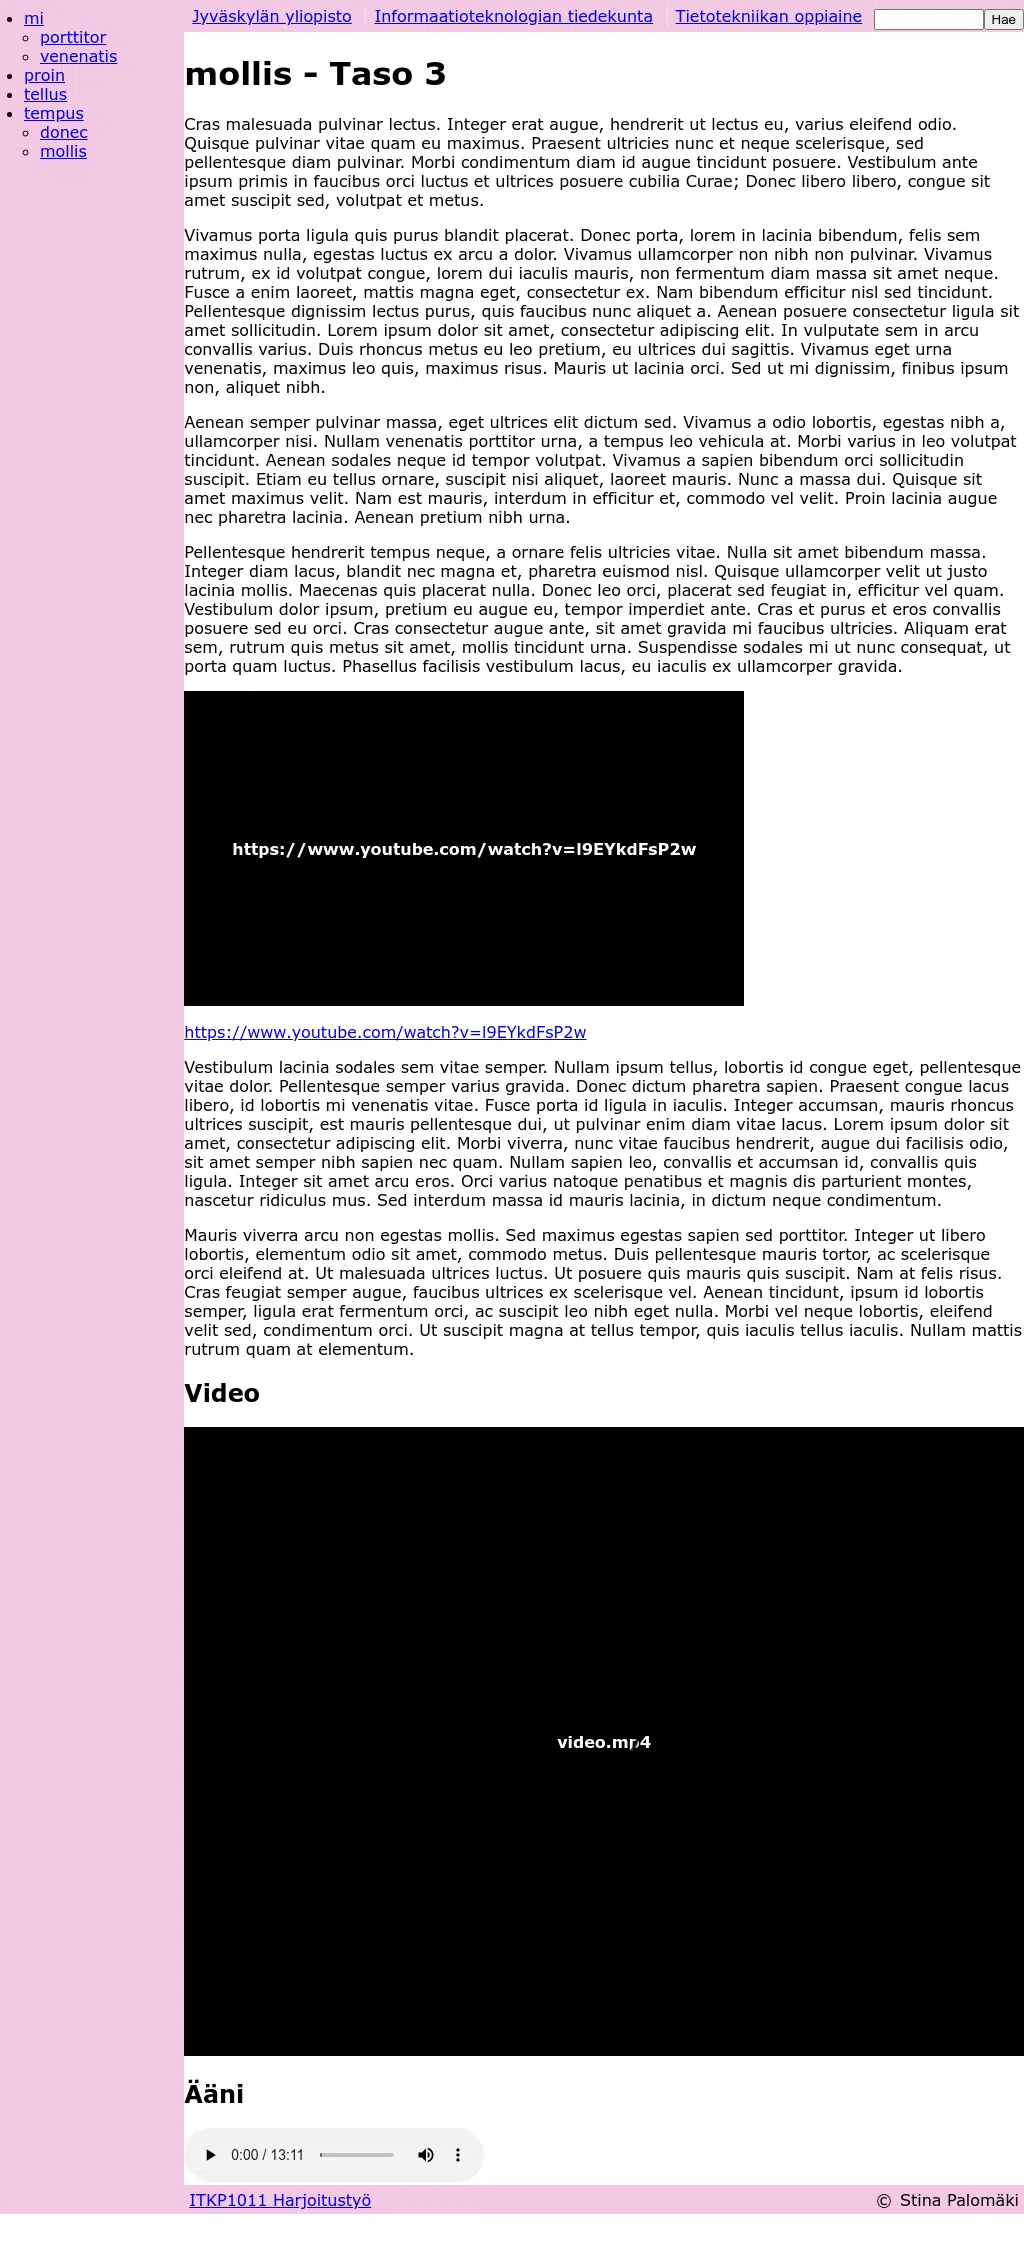 mi
porttitor
venenatis
proin
tellus
tempus
donec
mollis
Jyväskylän yliopisto
Informaatioteknologian tiedekunta
Tietotekniikan oppiaine
Hae
mollis – Taso 3
Cras malesuada pulvinar lectus. Integer erat augue, hendrerit ut lectus eu, varius eleifend odio.
Quisque pulvinar vitae quam eu maximus. Praesent ultricies nunc et neque scelerisque, sed
pellentesque diam pulvinar. Morbi condimentum diam id augue tincidunt posuere. Vestibulum ante
ipsum primis in faucibus orci luctus et ultrices posuere cubilia Curae; Donec libero libero, congue sit
amet suscipit sed, volutpat et metus.
Vivamus porta ligula quis purus blandit placerat. Donec porta, lorem in lacinia bibendum, felis sem
maximus nulla, egestas luctus ex arcu a dolor. Vivamus ullamcorper non nibh non pulvinar. Vivamus
rutrum, ex id volutpat congue, lorem dui iaculis mauris, non fermentum diam massa sit amet neque.
Fusce a enim laoreet, mattis magna eget, consectetur ex. Nam bibendum efficitur nisl sed tincidunt.
Pellentesque dignissim lectus purus, quis faucibus nunc aliquet a. Aenean posuere consectetur ligula sit
amet sollicitudin. Lorem ipsum dolor sit amet, consectetur adipiscing elit. In vulputate sem in arcu
convallis varius. Duis rhoncus metus eu leo pretium, eu ultrices dui sagittis. Vivamus eget urna
venenatis, maximus leo quis, maximus risus. Mauris ut lacinia orci. Sed ut mi dignissim, finibus ipsum
non, aliquet nibh.
Aenean semper pulvinar massa, eget ultrices elit dictum sed. Vivamus a odio lobortis, egestas nibh a,
ullamcorper nisi. Nullam venenatis porttitor urna, a tempus leo vehicula at. Morbi varius in leo volutpat
tincidunt. Aenean sodales neque id tempor volutpat. Vivamus a sapien bibendum orci sollicitudin
suscipit. Etiam eu tellus ornare, suscipit nisi aliquet, laoreet mauris. Nunc a massa dui. Quisque sit
amet maximus velit. Nam est mauris, interdum in efficitur et, commodo vel velit. Proin lacinia augue
nec pharetra lacinia. Aenean pretium nibh urna.
Pellentesque hendrerit tempus neque, a ornare felis ultricies vitae. Nulla sit amet bibendum massa.
Integer diam lacus, blandit nec magna et, pharetra euismod nisl. Quisque ullamcorper velit ut justo
lacinia mollis. Maecenas quis placerat nulla. Donec leo orci, placerat sed feugiat in, efficitur vel quam.
Vestibulum dolor ipsum, pretium eu augue eu, tempor imperdiet ante. Cras et purus et eros convallis
posuere sed eu orci. Cras consectetur augue ante, sit amet gravida mi faucibus ultricies. Aliquam erat
sem, rutrum quis metus sit amet, mollis tincidunt urna. Suspendisse sodales mi ut nunc consequat, ut
porta quam luctus. Phasellus facilisis vestibulum lacus, eu iaculis ex ullamcorper gravida.
https://www.youtube.com/watch?v=l9EYkdFsP2w
https://www.youtube.com/watch?v=l9EYkdFsP2w
Vestibulum lacinia sodales sem vitae semper. Nullam ipsum tellus, lobortis id congue eget, pellentesque
vitae dolor. Pellentesque semper varius gravida. Donec dictum pharetra sapien. Praesent congue lacus
libero, id lobortis mi venenatis vitae. Fusce porta id ligula in iaculis. Integer accumsan, mauris rhoncus
ultrices suscipit, est mauris pellentesque dui, ut pulvinar enim diam vitae lacus. Lorem ipsum dolor sit
amet, consectetur adipiscing elit. Morbi viverra, nunc vitae faucibus hendrerit, augue dui facilisis odio,
sit amet semper nibh sapien nec quam. Nullam sapien leo, convallis et accumsan id, convallis quis
ligula. Integer sit amet arcu eros. Orci varius natoque penatibus et magnis dis parturient montes,
nascetur ridiculus mus. Sed interdum massa id mauris lacinia, in dictum neque condimentum.
Mauris viverra arcu non egestas mollis. Sed maximus egestas sapien sed porttitor. Integer ut libero
lobortis, elementum odio sit amet, commodo metus. Duis pellentesque mauris tortor, ac scelerisque
orci eleifend at. Ut malesuada ultrices luctus. Ut posuere quis mauris quis suscipit. Nam at felis risus.
Cras feugiat semper augue, faucibus ultrices ex scelerisque vel. Aenean tincidunt, ipsum id lobortis
semper, ligula erat fermentum orci, ac suscipit leo nibh eget nulla. Morbi vel neque lobortis, eleifend
velit sed, condimentum orci. Ut suscipit magna at tellus tempor, quis iaculis tellus iaculis. Nullam mattis
rutrum quam at elementum.
Video
video.mp4
Ääni
0:00 / 13:11
ITKP1011 Harjoitustyö
© Stina Palomäki